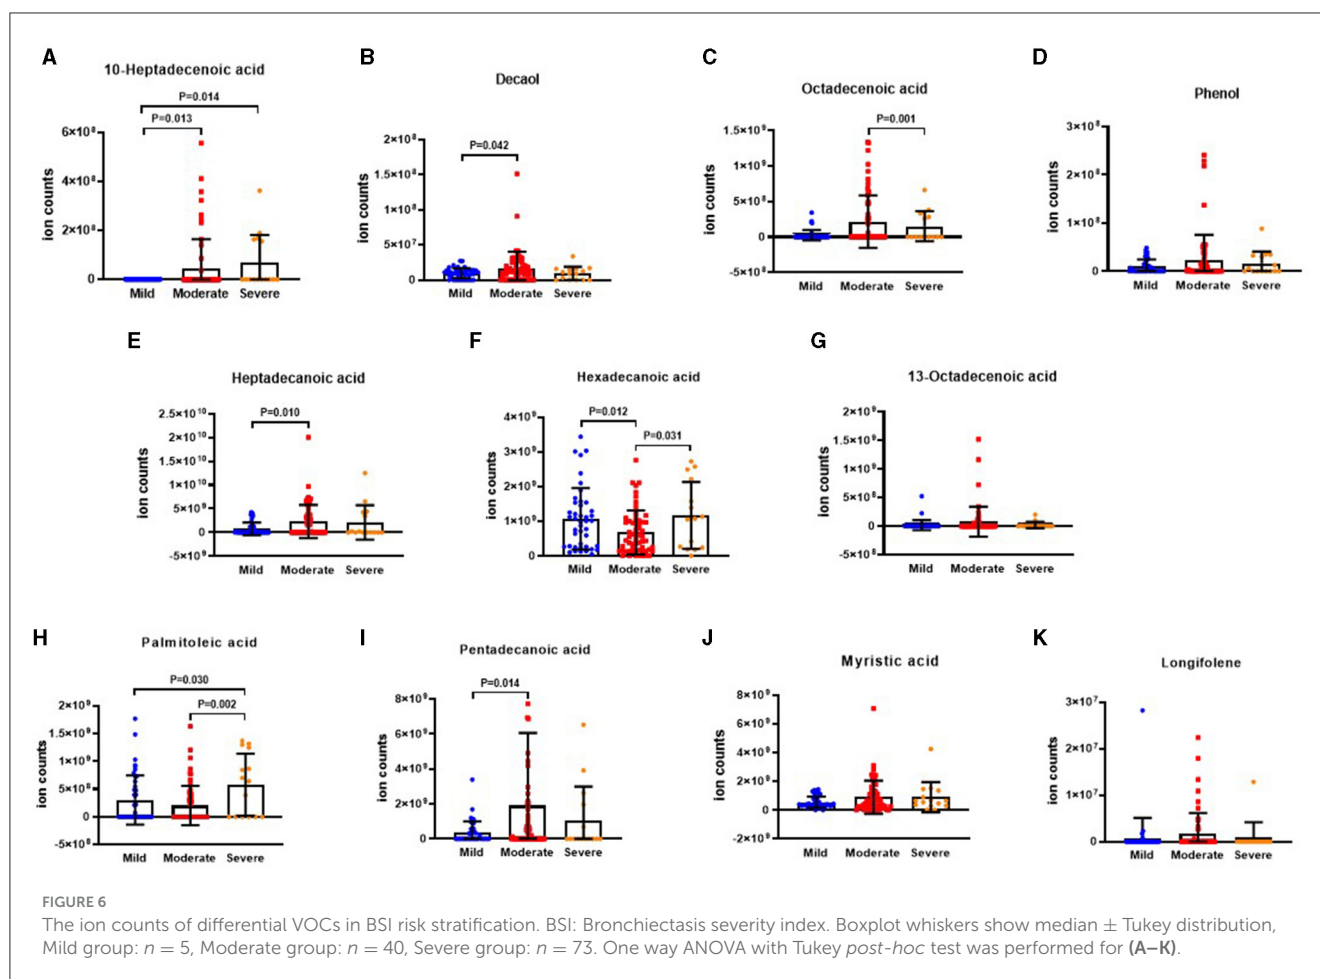 A
10-Heptadecenoic acid
P=0.014
P=0.013
6×10⁸
4×10⁸
2×10⁸
0
ion counts
Mild Moderate Severe
B
Decaol
P=0.042
2×10⁸
1.5×10⁸
1×10⁸
5×10⁷
0
ion counts
Mild Moderate Severe
C
Octadecenoic acid
P=0.001
1.5×10⁹
1×10⁹
5×10⁸
0
-5×10⁸
ion counts
Mild Moderate Severe
D
Phenol
3×10⁸
2×10⁸
1×10⁸
0
ion counts
Mild Moderate Severe
E
Heptadecanoic acid
P=0.010
2.5×10¹⁰
2×10¹⁰
1.5×10¹⁰
1×10¹⁰
5×10⁹
0
-5×10⁹
ion counts
Mild Moderate Severe
F
Hexadecanoic acid
P=0.012
P=0.031
4×10⁹
3×10⁹
2×10⁹
1×10⁹
0
ion counts
Mild Moderate Severe
G
13-Octadecenoic acid
2×10⁹
1.5×10⁹
1×10⁹
5×10⁸
0
-5×10⁸
ion counts
Mild Moderate Severe
H
Palmitoleic acid
P=0.030
P=0.002
2×10⁹
1.5×10⁹
1×10⁹
5×10⁸
0
-5×10⁸
ion counts
Mild Moderate Severe
I
Pentadecanoic acid
P=0.014
8×10⁹
6×10⁹
4×10⁹
2×10⁹
0
ion counts
Mild Moderate Severe
J
Myristic acid
8×10⁹
6×10⁹
4×10⁹
2×10⁹
0
-2×10⁹
ion counts
Mild Moderate Severe
K
Longifolene
3×10⁷
2×10⁷
1×10⁷
0
ion counts
Mild Moderate Severe
FIGURE 6
The ion counts of differential VOCs in BSI risk stratification. BSI: Bronchiectasis severity index. Boxplot whiskers show median ± Tukey distribution,
Mild group: n = 5, Moderate group: n = 40, Severe group: n = 73. One way ANOVA with Tukey post-hoc test was performed for (A–K).